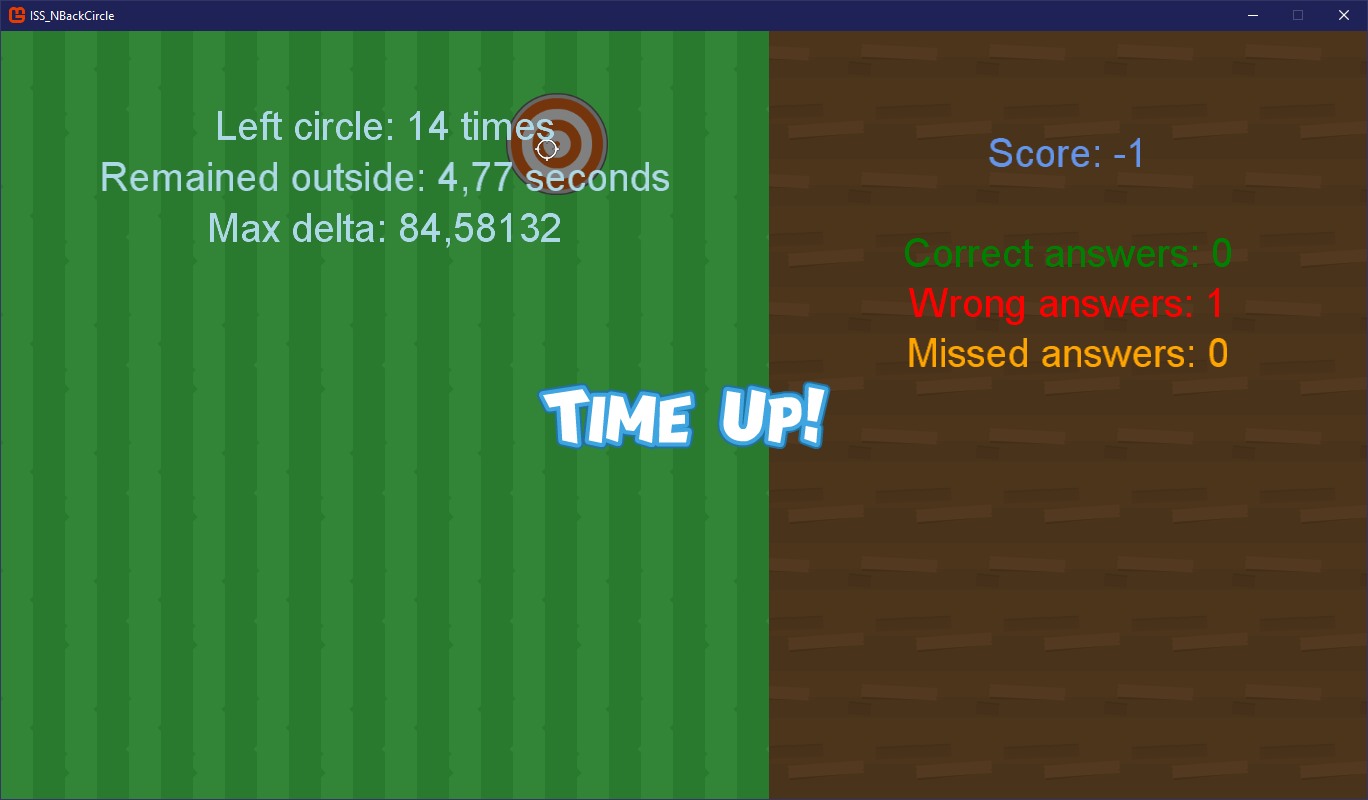 ISS_NBackCircle
Left circle: 14 times
Remained outside: 4,77 seconds
Max delta: 84,58132
Score: -1
Correct answers: 0
Wrong answers: 1
Missed answers: 0
TIME UP!